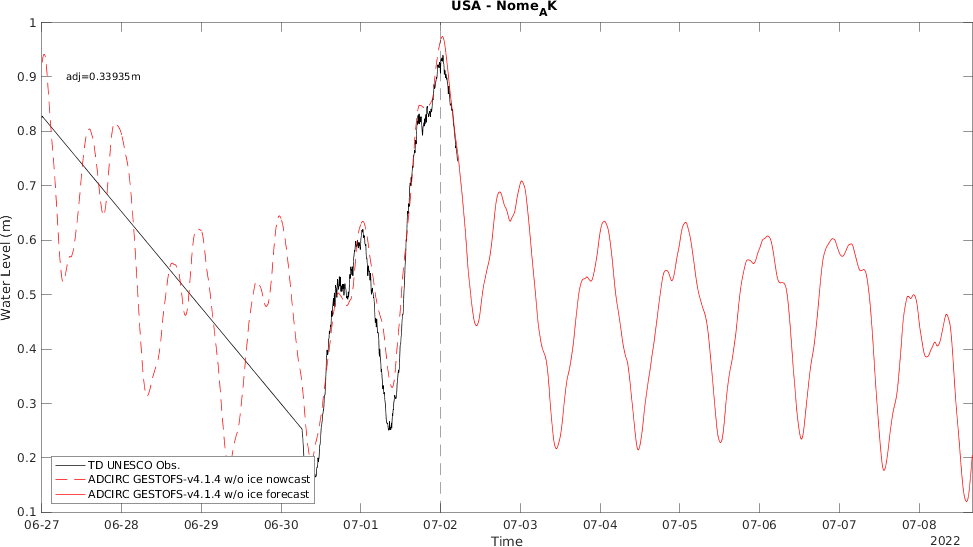 USA - Nome_AK
adj=0.33935m
Water Level (m)
1
0.9
0.8
0.7
0.6
0.5
0.4
0.3
0.2
0.1
TD UNESCO Obs.
ADCIRC GESTOFS-v4.1.4 w/o ice nowcast
ADCIRC GESTOFS-v4.1.4 w/o ice forecast
06-27 06-28 06-29 06-30 07-01 07-02 07-03 07-04 07-05 07-06 07-07 07-08
Time
2022